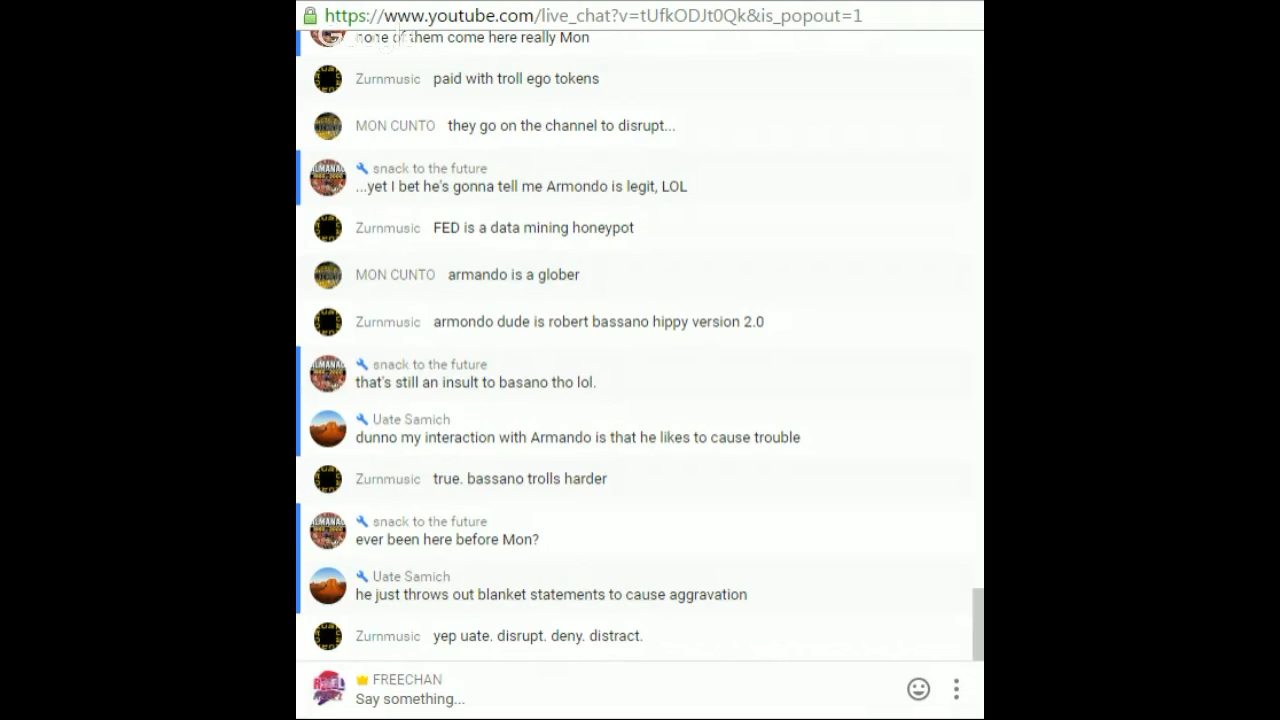 https://www.youtube.com/live_chat?v=tUfkODJt0Qk&is_popout=1
Google
none of them come here really Mon
Zurnmusic paid with troll ego tokens
MON CUNTO they go on the channel to disrupt...
snack to the future
...yet I bet he's gonna tell me Armondo is legit, LOL
Zurnmusic FED is a data mining honeypot
MON CUNTO armando is a glober
Zurnmusic armondo dude is robert bassano hippy version 2.0
snack to the future
that's still an insult to basano tho lol.
Uate Samich
dunno my interaction with Armando is that he likes to cause trouble
Zurnmusic true. bassano trolls harder
snack to the future
ever been here before Mon?
Uate Samich
he just throws out blanket statements to cause aggravation
Zurnmusic yep uate. disrupt. deny. distract.
FREECHAN
Say something...